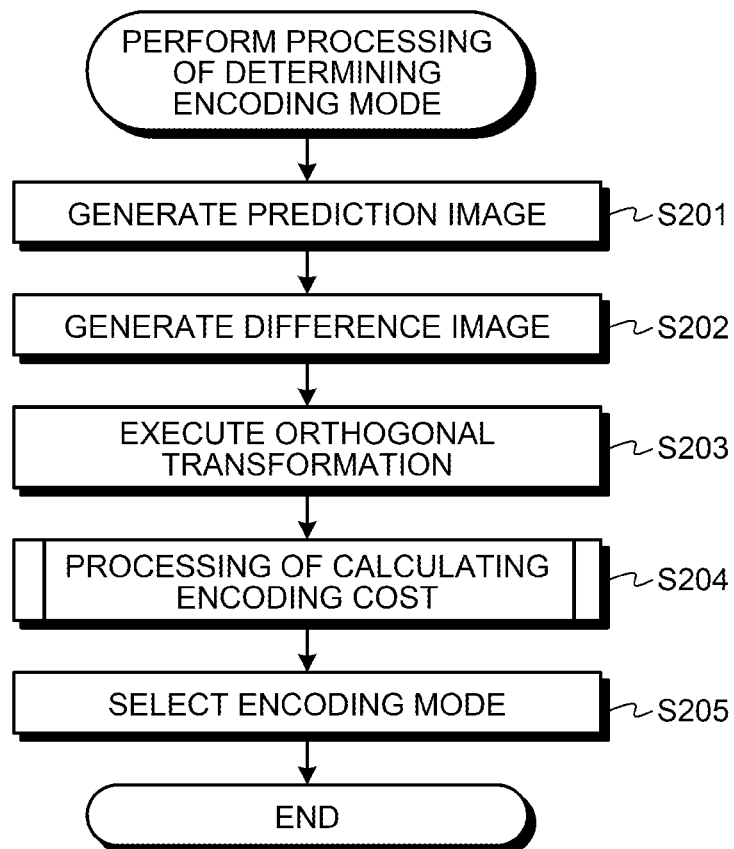 PERFORM PROCESSING
OF DETERMINING
ENCODING MODE
GENERATE PREDICTION IMAGE
S201
GENERATE DIFFERENCE IMAGE
S202
EXECUTE ORTHOGONAL
TRANSFORMATION
S203
PROCESSING OF CALCULATING
ENCODING COST
S204
SELECT ENCODING MODE
S205
END